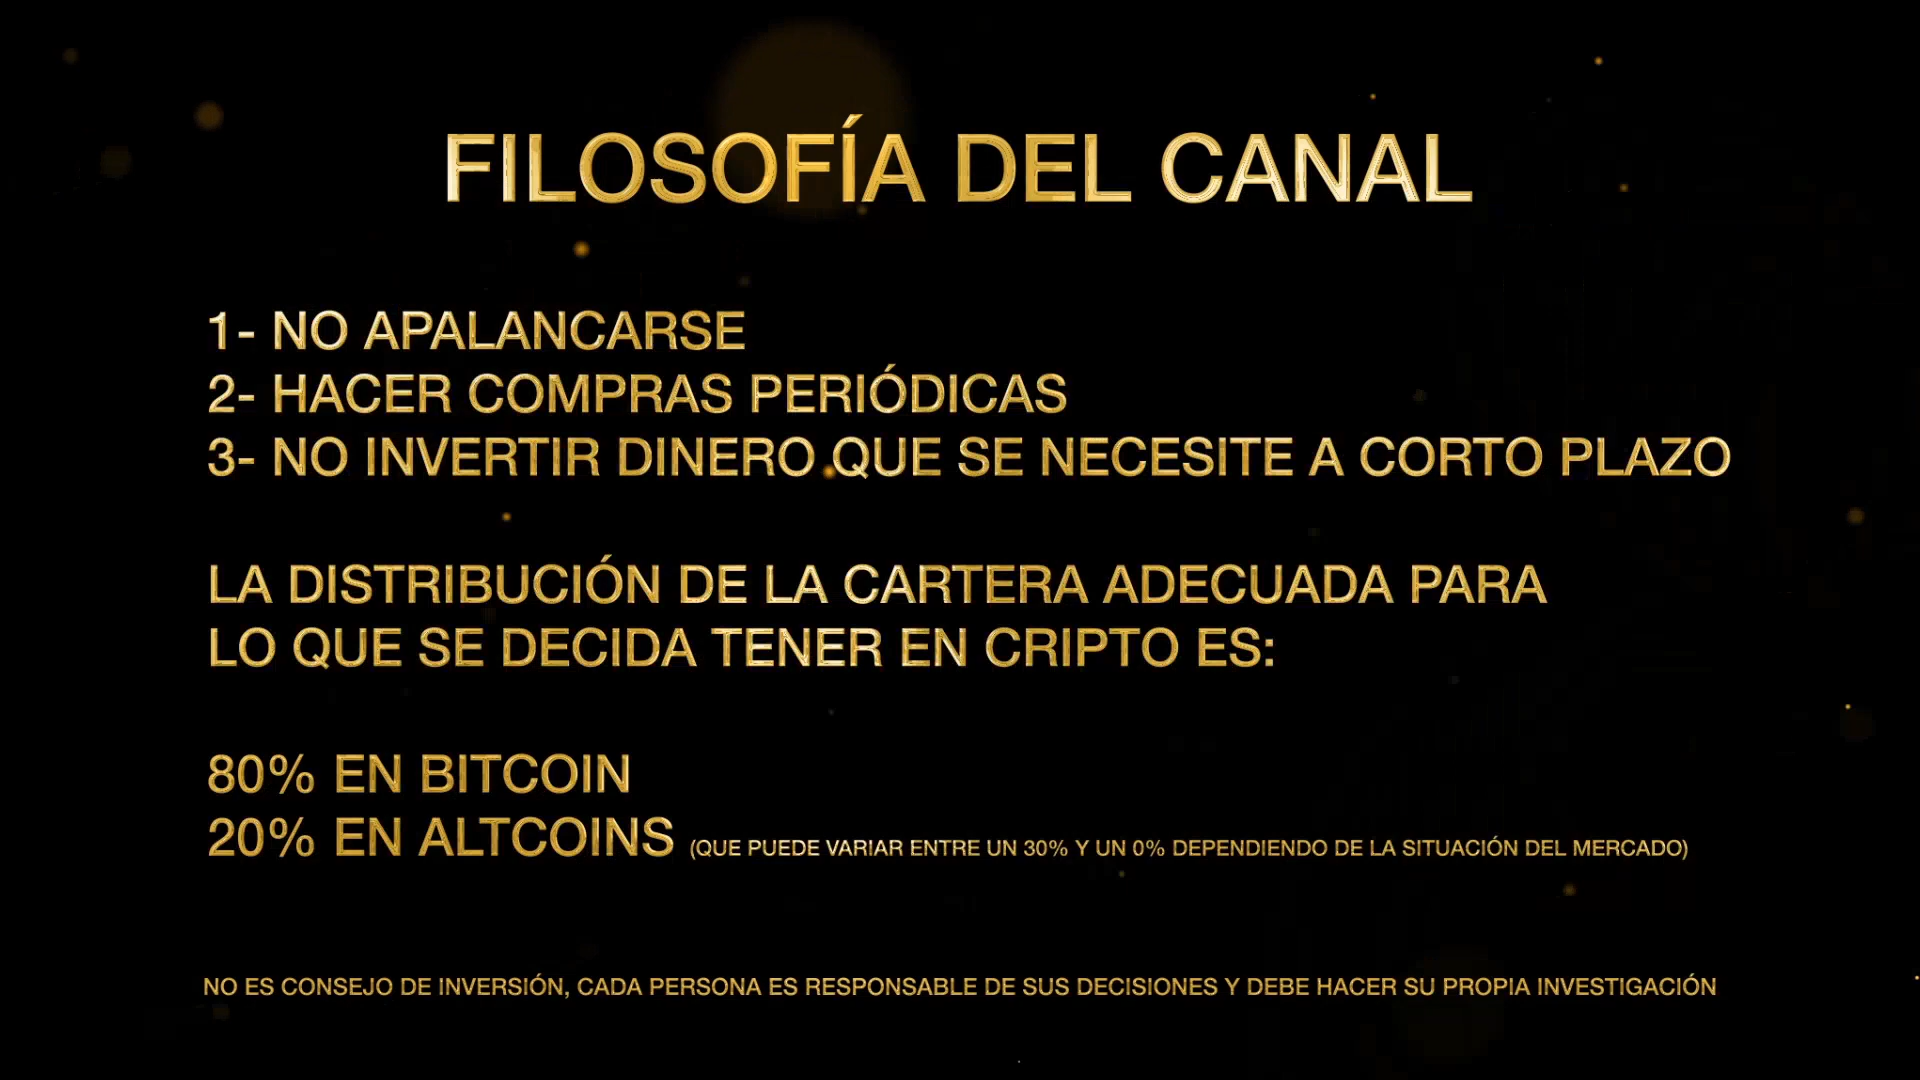 FILOSOFÍA DEL CANAL
1- NO APALANCARSE
2- HACER COMPRAS PERIÓDICAS
3- NO INVERTIR DINERO QUE SE NECESITE A CORTO PLAZO
LA DISTRIBUCIÓN DE LA CARTERA ADECUADA PARA
LO QUE SE DECIDA TENER EN CRIPTO ES:
80% EN BITCOIN
20% EN ALTCOINS (QUE PUEDE VARIAR ENTRE UN 30% Y UN 0% DEPENDIENDO DE LA SITUACIÓN DEL MERCADO)
NO ES CONSEJO DE INVERSIÓN, CADA PERSONA ES RESPONSABLE DE SUS DECISIONES Y DEBE HACER SU PROPIA INVESTIGACIÓN